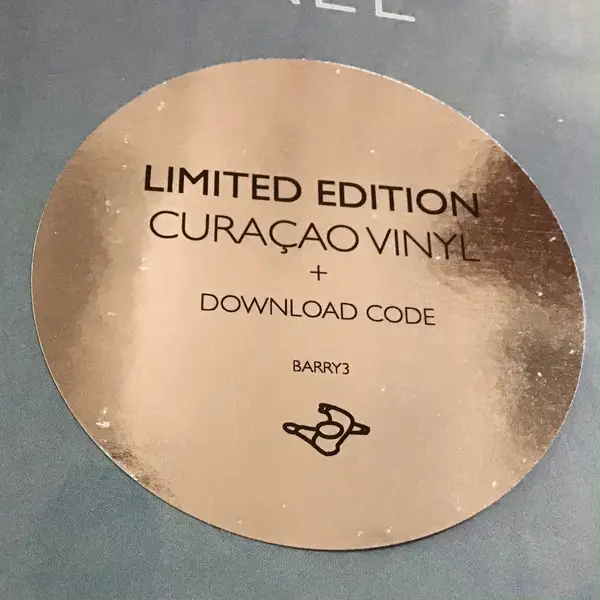 LIMITED EDITION
CURAÇAO VINYL
+
DOWNLOAD CODE
BARRY3